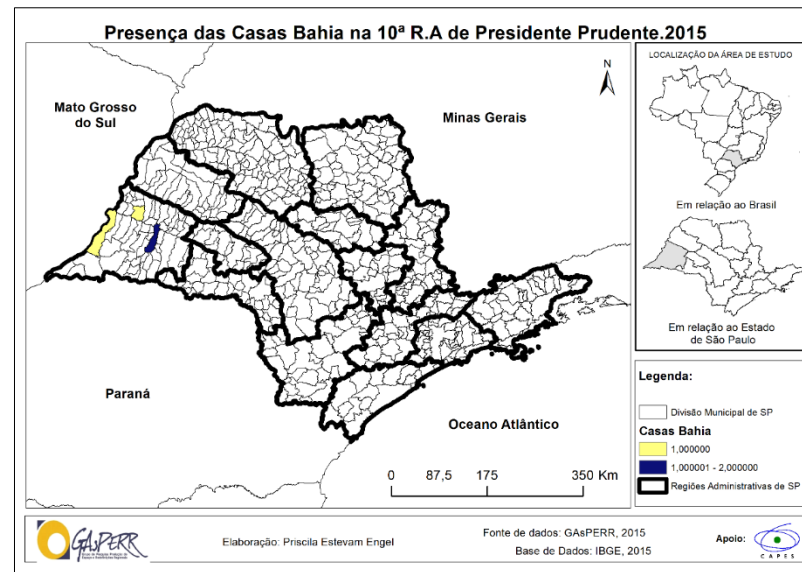 Presença das Casas Bahia na 10ª R.A de Presidente Prudente.2015
LOCALIZAÇÃO DA ÁREA DE ESTUDO
N
Mato Grosso
do Sul
Minas Gerais
Em relação ao Brasil
Em relação ao Estado
de São Paulo
Paraná
Oceano Atlântico
0 87,5 175 350 Km
Legenda:
Divisão Municipal de SP
Casas Bahia
1,000000
1,000001 - 2,000000
Regiões Administrativas de SP
GAsPERR
Elaboração: Priscila Estevam Engel
Fonte de dados: GAsPERR, 2015
Base de Dados: IBGE, 2015
Apoio:
CAPES